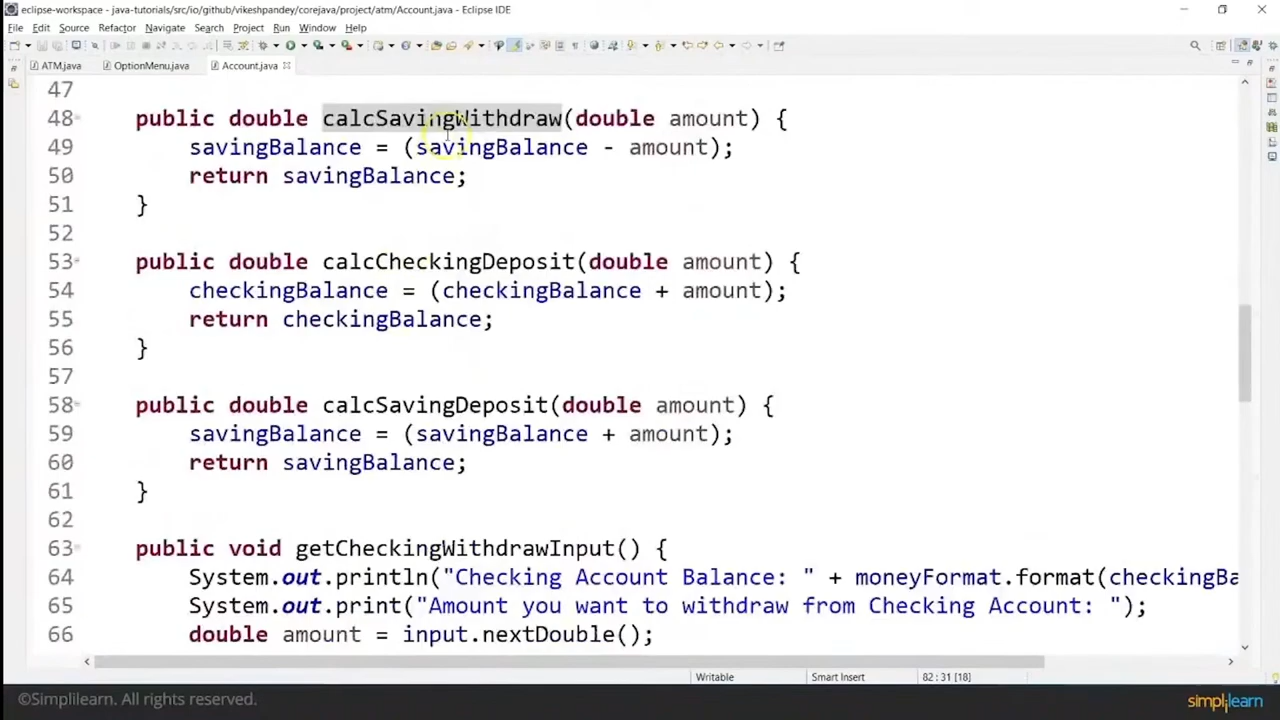 eclipse-workspace - java-tutorials/src/io/github/vikeshpandey/corejava/project/atm/Account.java - Eclipse IDE
File Edit Source Refactor Navigate Search Project Run Window Help
ATM.java OptionMenu.java Account.java
47
48 public double calcSavingWithdraw(double amount) {
49 savingBalance = (savingBalance - amount);
50 return savingBalance;
51 }
52
53 public double calcCheckingDeposit(double amount) {
54 checkingBalance = (checkingBalance + amount);
55 return checkingBalance;
56 }
57
58 public double calcSavingDeposit(double amount) {
59 savingBalance = (savingBalance + amount);
60 return savingBalance;
61 }
62
63 public void getCheckingWithdrawInput() {
64 System.out.println("Checking Account Balance: " + moneyFormat.format(checkingBa
65 System.out.print("Amount you want to withdraw from Checking Account: ");
66 double amount = input.nextDouble();
Writable Smart Insert 82 : 31 [18]
©Simplilearn. All rights reserved. simplilearn